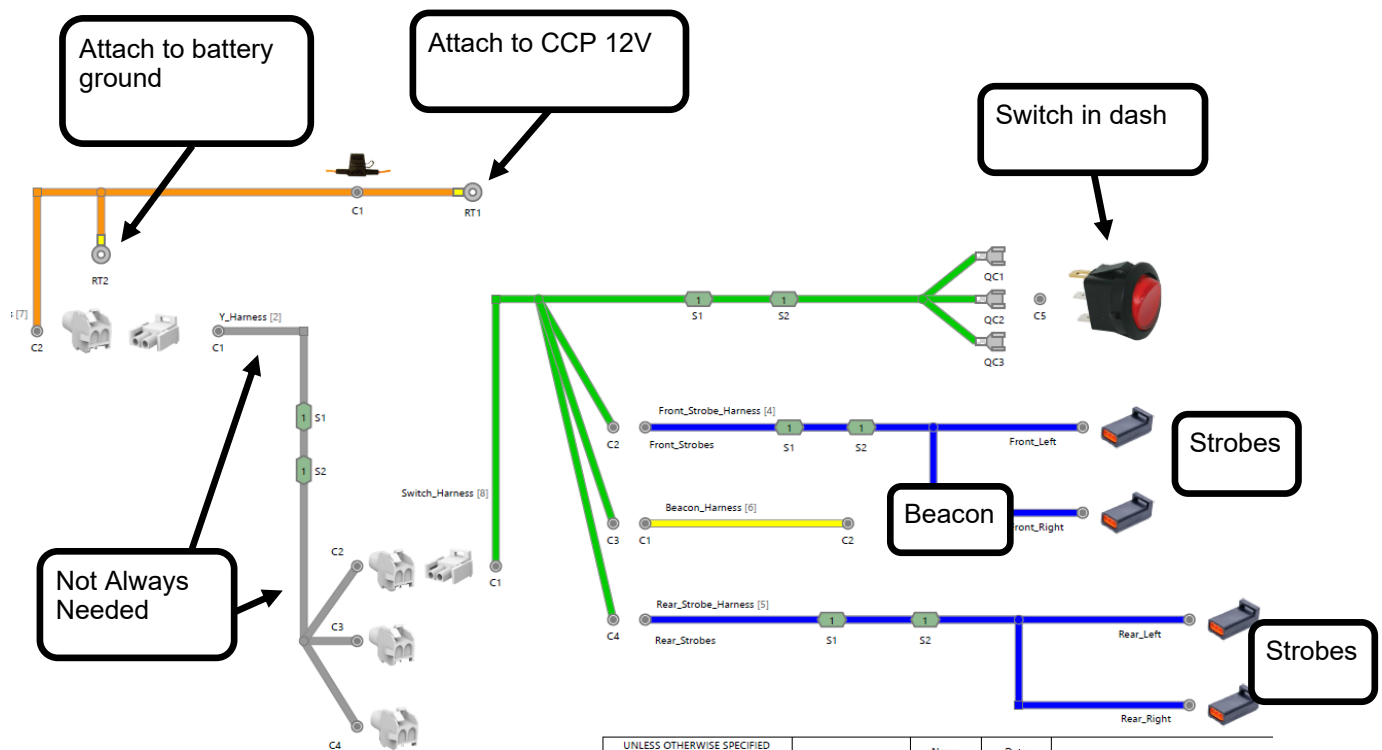 Attach to battery
ground
Attach to CCP 12V
Switch in dash
C1
RT1
RT2
[7]
C2
Y_Harness [2]
C1
QC1
1
S1
1
S2
QC2
C5
QC3
1 S1
1 S2
Front_Strobe_Harness [4]
C2
Front_Strobes
1
S1
1
S2
Front_Left
Strobes
Switch_Harness [8]
Beacon_Harness [6]
C3
C1
C2
Beacon
ront_Right
Not Always
Needed
C2
C1
C3
C4
Rear_Strobe_Harness [5]
C4
Rear_Strobes
1
S1
1
S2
Rear_Left
Strobes
Rear_Right
UNLESS OTHERWISE SPECIFIED